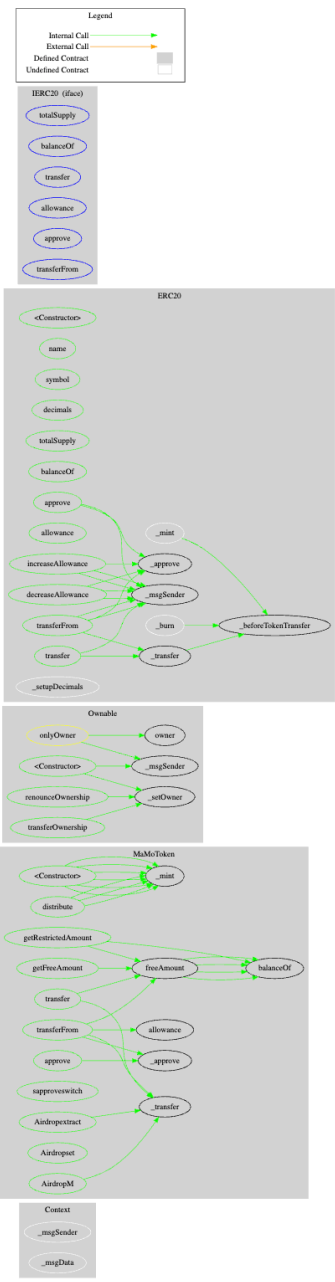 Legend
Internal Call
External Call
Defined Contract
Undefined Contract
IERC20 (iface)
totalSupply
balanceOf
transfer
allowance
approve
transferFrom
ERC20
<Constructor>
name
symbol
decimals
totalSupply
balanceOf
approve
allowance
_mint
increaseAllowance
_approve
decreaseAllowance
_msgSender
transferFrom
_burn
_beforeTokenTransfer
transfer
_transfer
_setupDecimals
Ownable
onlyOwner
owner
<Constructor>
_msgSender
renounceOwnership
_setOwner
transferOwnership
MaMoToken
<Constructor>
_mint
distribute
getRestrictedAmount
getFreeAmount
freeAmount
balanceOf
transfer
transferFrom
allowance
approve
_approve
sapproveswitch
Airdropextract
_transfer
Airdropset
AirdropM
Context
_msgSender
_msgData